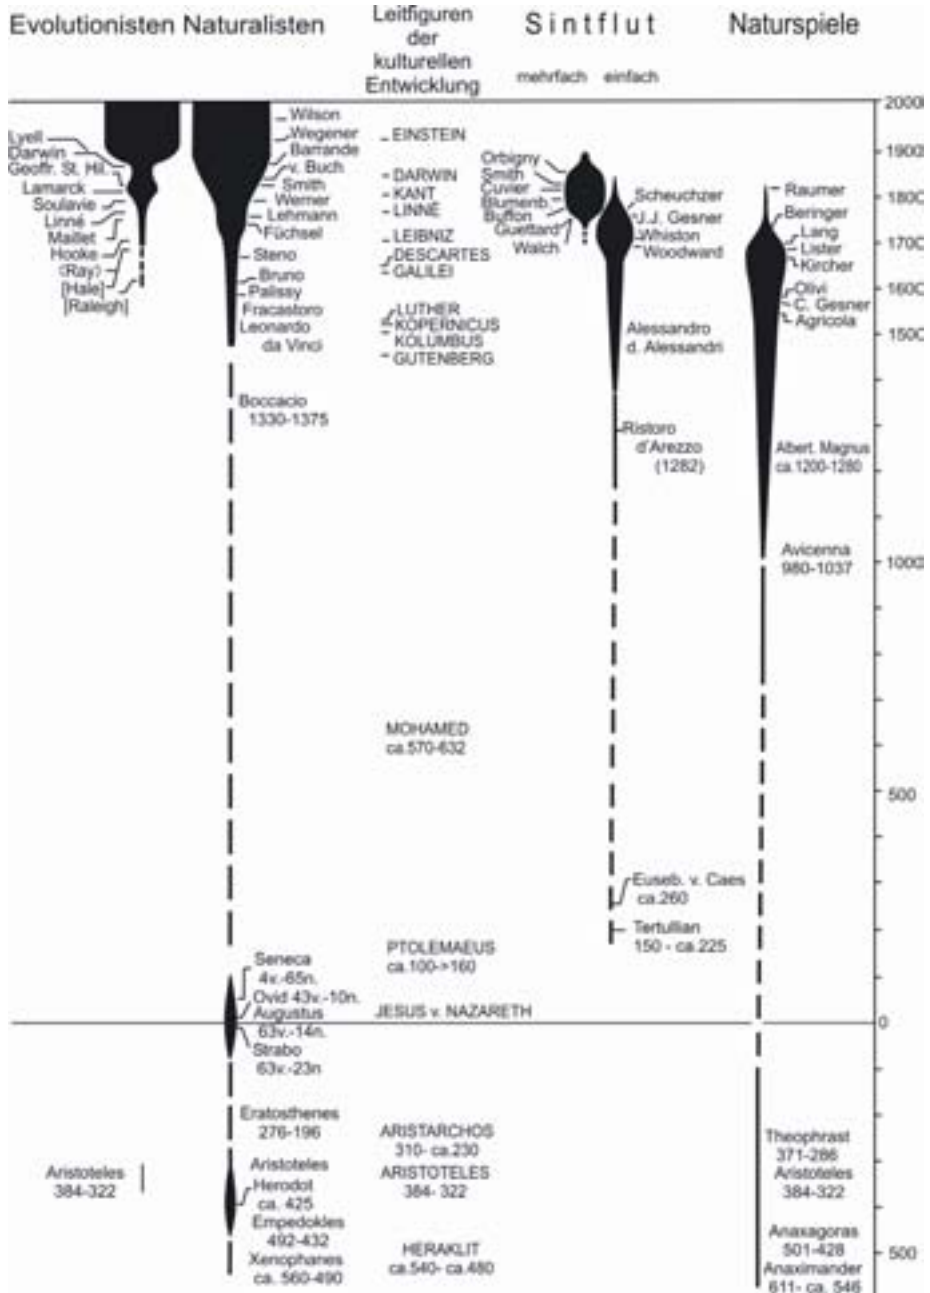 Evolutionisten Naturalisten
Leitfiguren
der
kulturellen
Entwicklung
Sintflut
mehrfach einfach
Naturspiele
Lyell
Darwin
Geoffr. St. Hil.
Lamarck
Soulavie
Linné
Maillet
Hooke
(Ray)
[Hale]
[Raleigh]
Aristoteles
384-322
Wilson
Wegener
Barrande
v. Buch
Smith
Werner
Lehmann
Füchsel
Steno
Bruno
Palissy
Fracastoro
Leonardo
da Vinci
Boccacio
1330-1375
Seneca
4v.-65n.
Ovid 43v.-10n.
Augustus
63v.-14n.
Strabo
63v.-23n
Eratosthenes
276-196
Aristoteles
Herodot
ca. 425
Empedokles
492-432
Xenophanes
ca. 560-490
EINSTEIN
DARWIN
KANT
LINNÉ
LEIBNIZ
DESCARTES
GALILEI
LUTHER
KOPERNICUS
KOLUMBUS
GUTENBERG
MOHAMED
ca.570-632
PTOLEMAEUS
ca.100->160
JESUS v. NAZARETH
ARISTARCHOS
310- ca.230
ARISTOTELES
384- 322
HERAKLIT
ca.540- ca.480
Orbigny
Smith
Cuvier
Blumenb.
Buffon
Guettard
Walch
Scheuchzer
J.J. Gesner
Whiston
Woodward
Alessandro
d. Alessandri
Ristoro
d'Arezzo
(1282)
Euseb. v. Caes
ca.260
Tertullian
150 - ca.225
Raumer
Beringer
Lang
Lister
Kircher
Olivi
C. Gesner
Agricola
Albert. Magnus
ca.1200-1280
Avicenna
980-1037
Theophrast
371-286
Aristoteles
384-322
Anaxagoras
501-428
Anaximander
611- ca. 546
2000
1900
1800
1700
1600
1500
1000
500
0
500